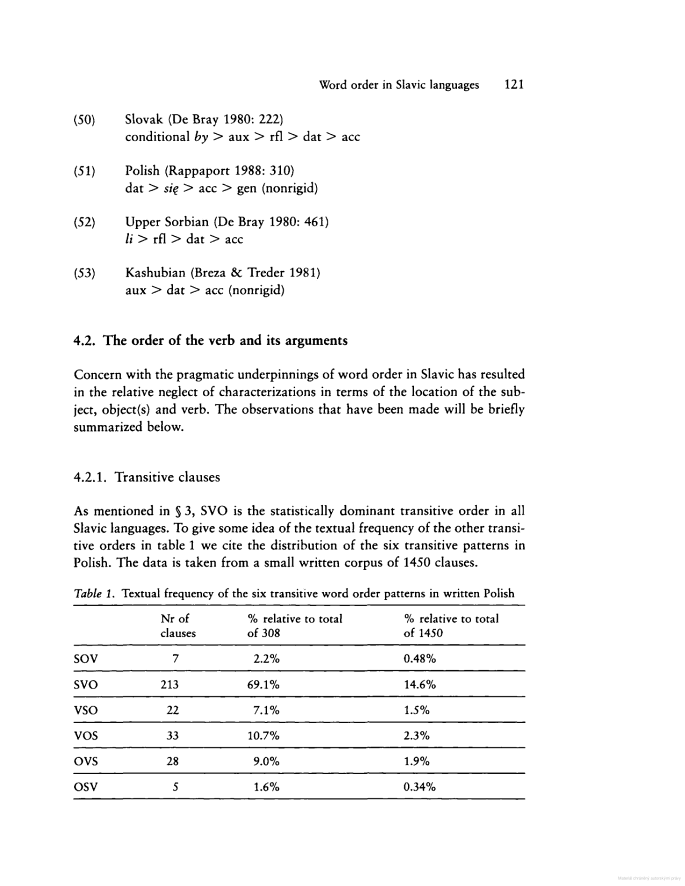 Word order in Slavic languages 121
(50) Slovak (De Bray 1980: 222)
conditional by > aux > rfl > dat > acc
(51) Polish (Rappaport 1988: 310)
dat > się > acc > gen (nonrigid)
(52) Upper Sorbian (De Bray 1980: 461)
li > rfl > dat > acc
(53) Kashubian (Breza & Treder 1981)
aux > dat > acc (nonrigid)
4.2. The order of the verb and its arguments
Concern with the pragmatic underpinnings of word order in Slavic has resulted
in the relative neglect of characterizations in terms of the location of the sub-
ject, object(s) and verb. The observations that have been made will be briefly
summarized below.
4.2.1. Transitive clauses
As mentioned in § 3, SVO is the statistically dominant transitive order in all
Slavic languages. To give some idea of the textual frequency of the other transi-
tive orders in table 1 we cite the distribution of the six transitive patterns in
Polish. The data is taken from a small written corpus of 1450 clauses.
Table 1. Textual frequency of the six transitive word order patterns in written Polish
Nr of % relative to total % relative to total
clauses of 308 of 1450
SOV 7 2.2% 0.48%
SVO 213 69.1% 14.6%
VSO 22 7.1% 1.5%
VOS 33 10.7% 2.3%
OVS 28 9.0% 1.9%
OSV 5 1.6% 0.34%